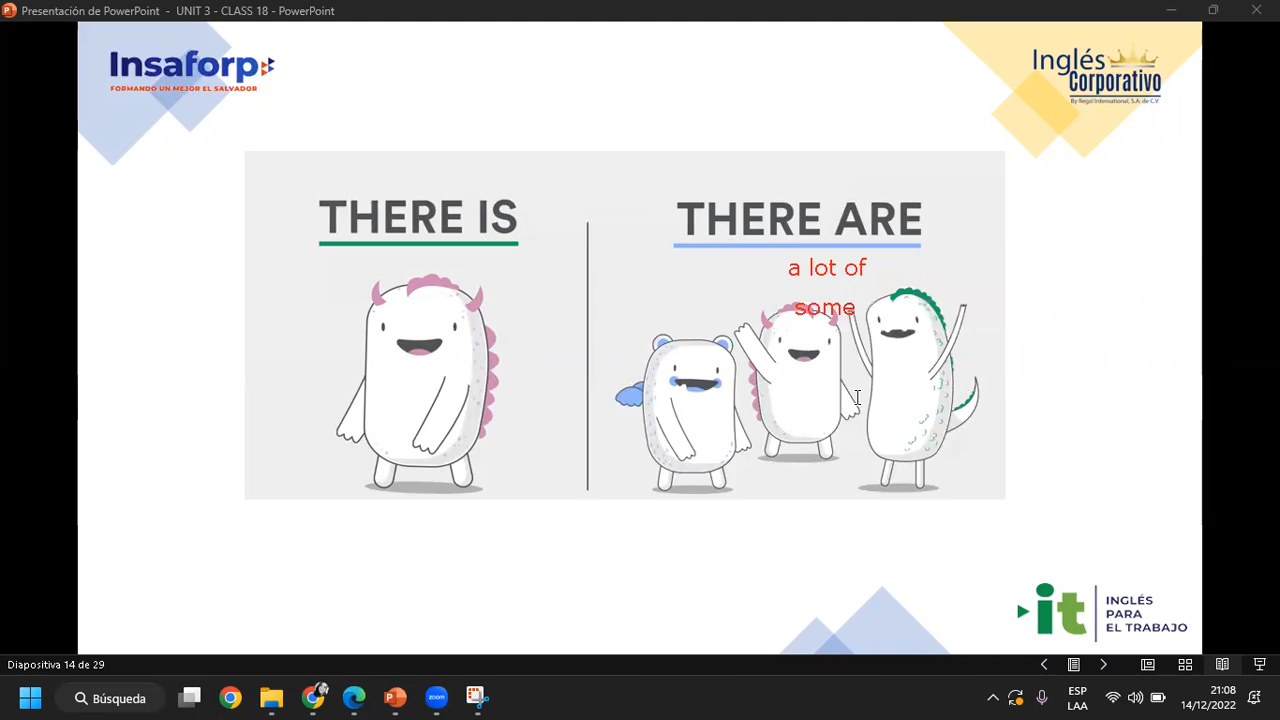 Presentación de PowerPoint - UNIT 3 - CLASS 18 - PowerPoint
Insaforp
FORMANDO UN MEJOR EL SALVADOR
Inglés
Corporativo
By Regal International, S.A. de C.V.
THERE IS
THERE ARE
a lot of
some
it
INGLÉS
PARA
EL TRABAJO
Diapositiva 14 de 29
Búsqueda
zoom
ESP
LAA
21:08
14/12/2022